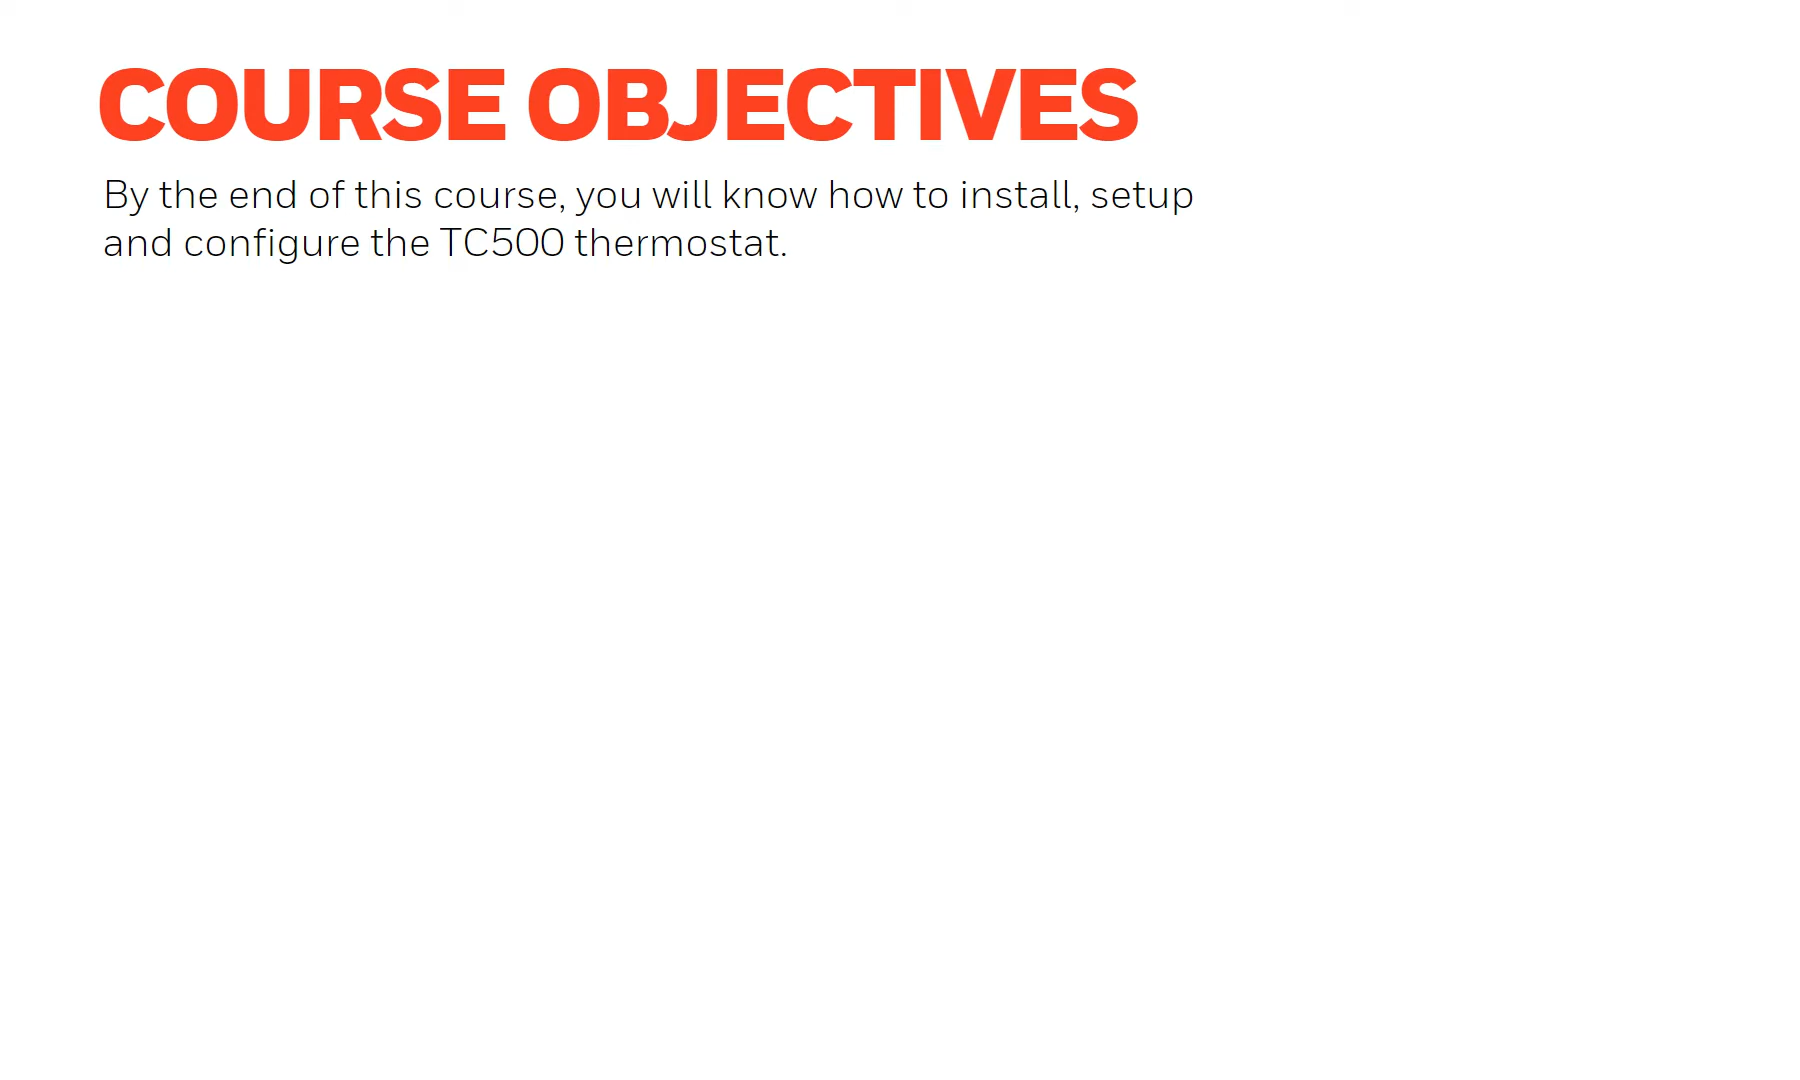 COURSE OBJECTIVES
By the end of this course, you will know how to install, setup
and configure the TC500 thermostat.